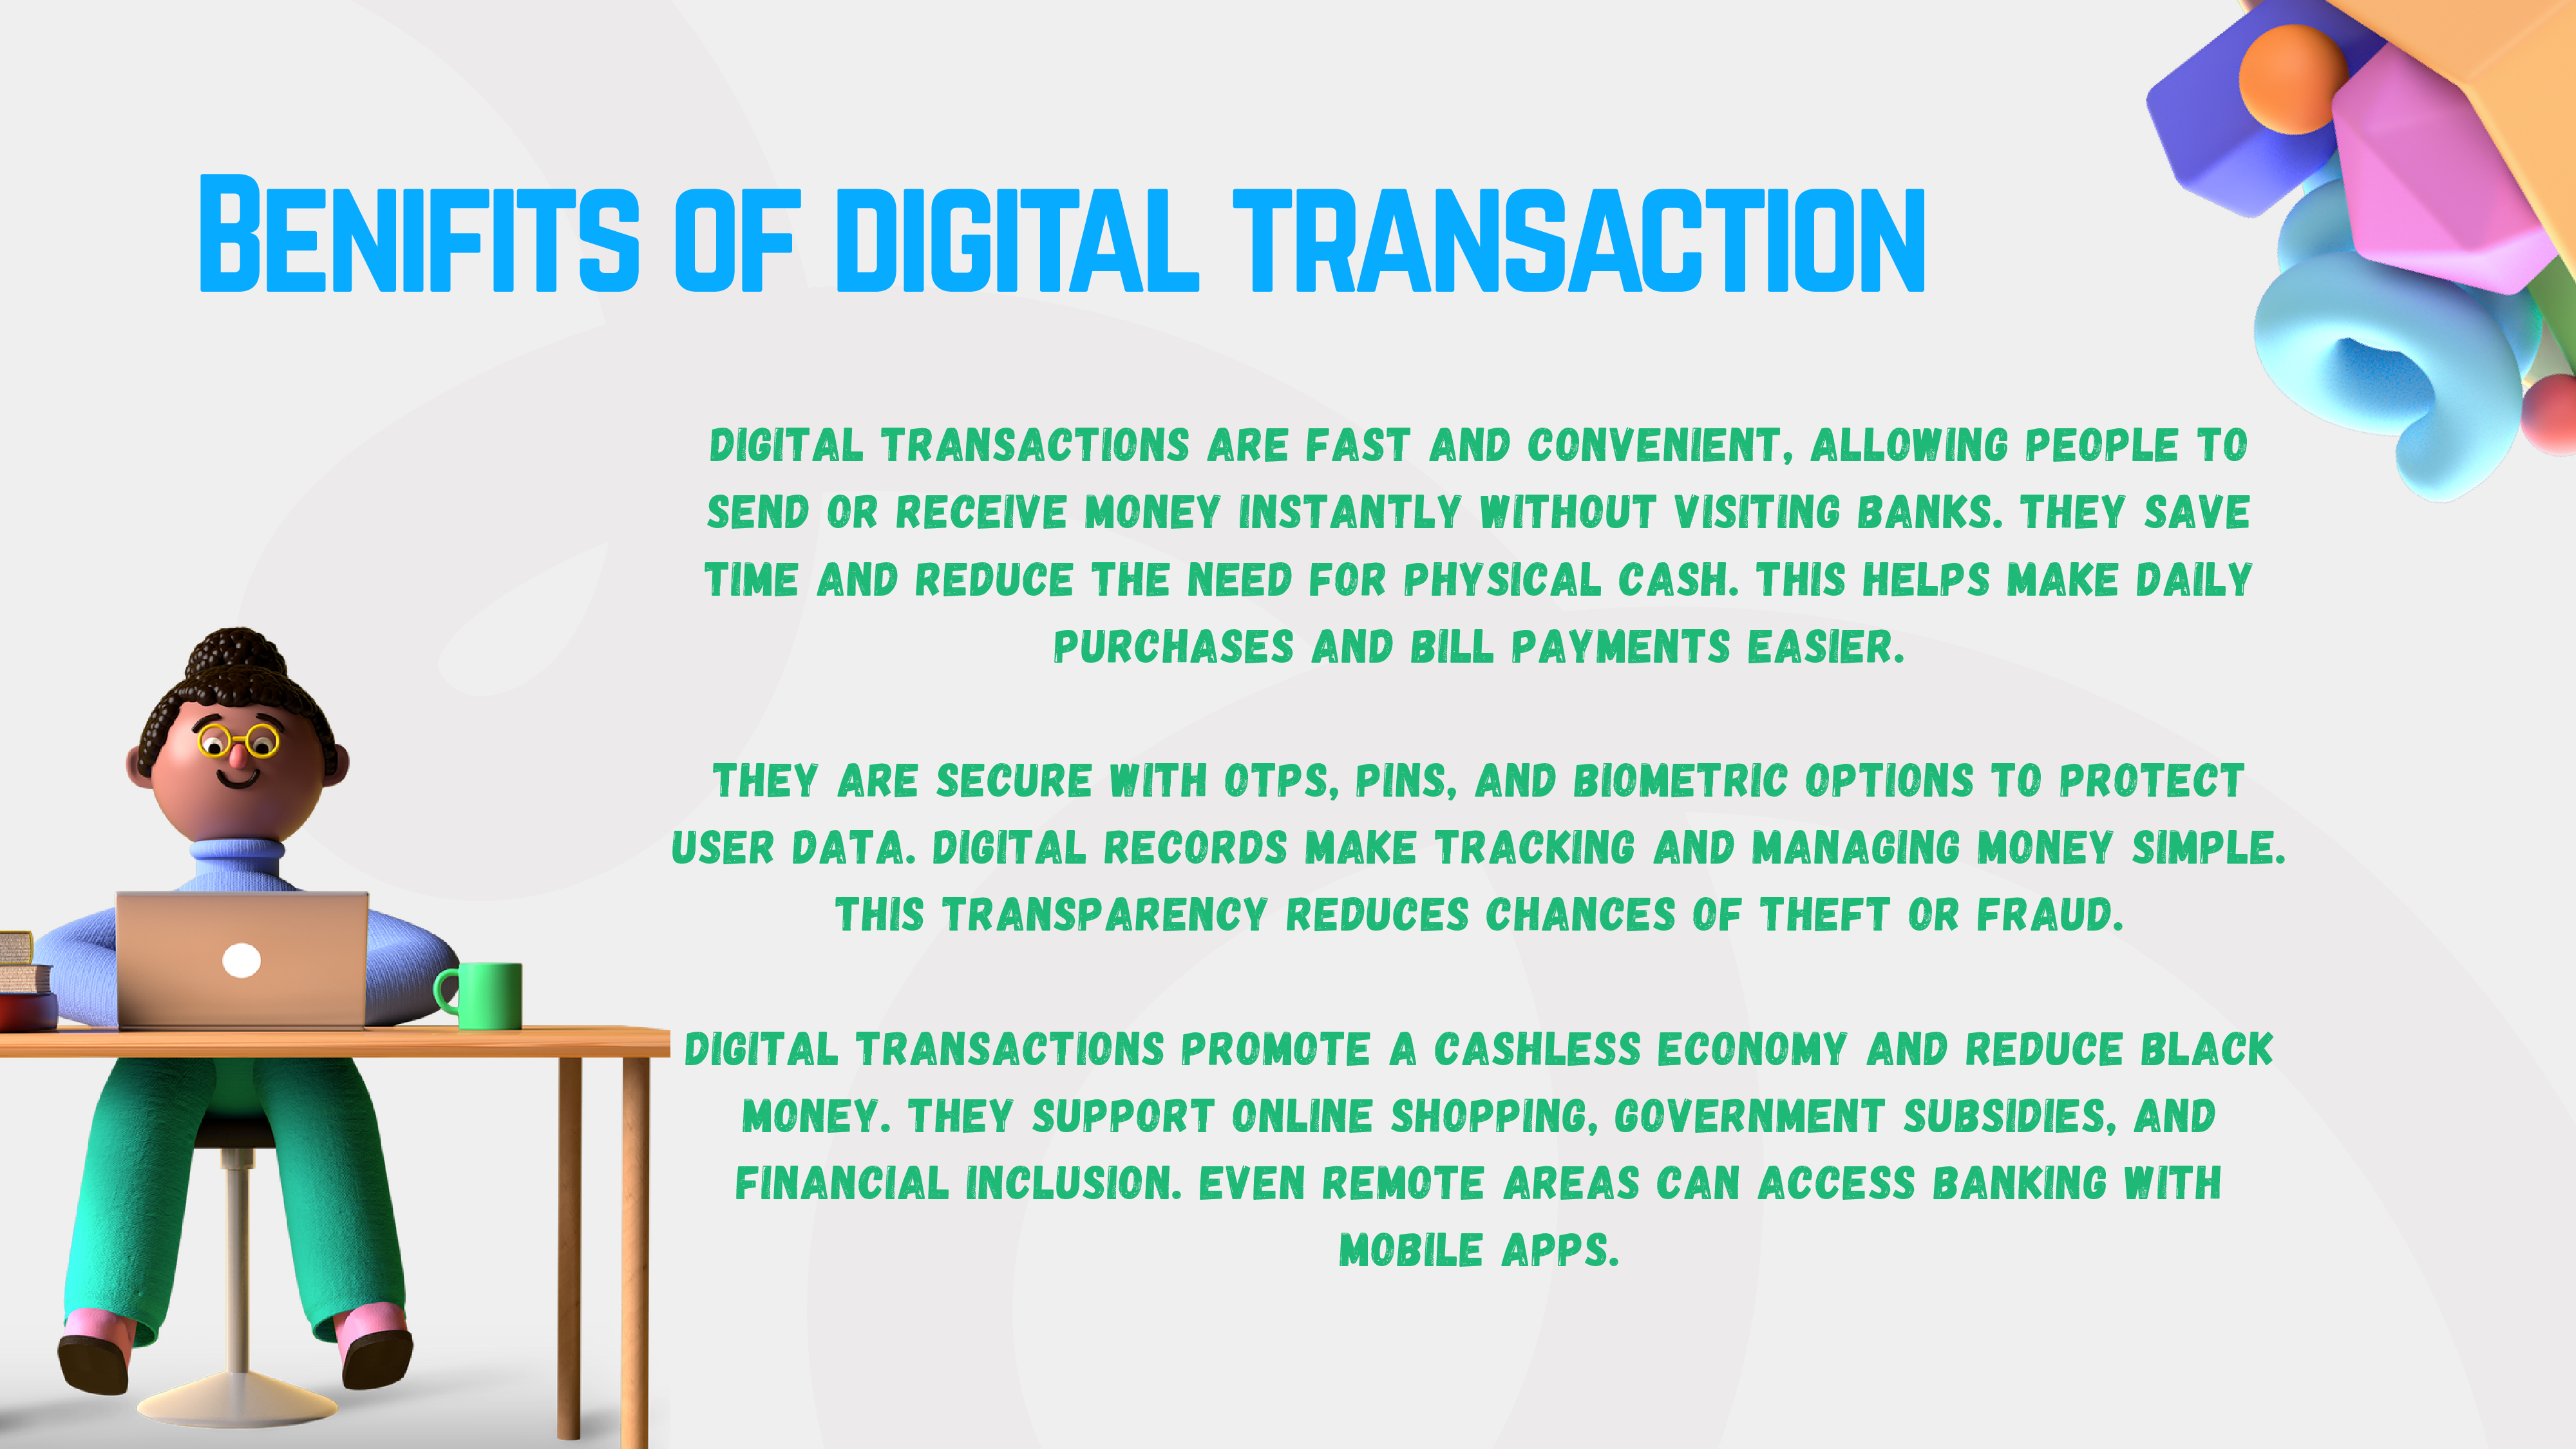 Benifits of digital transaction
DIGITAL TRANSACTIONS ARE FAST AND CONVENIENT, ALLOWING PEOPLE TO
SEND OR RECEIVE MONEY INSTANTLY WITHOUT VISITING BANKS. THEY SAVE
TIME AND REDUCE THE NEED FOR PHYSICAL CASH. THIS HELPS MAKE DAILY
PURCHASES AND BILL PAYMENTS EASIER.
THEY ARE SECURE WITH OTPS, PINS, AND BIOMETRIC OPTIONS TO PROTECT
USER DATA. DIGITAL RECORDS MAKE TRACKING AND MANAGING MONEY SIMPLE.
THIS TRANSPARENCY REDUCES CHANCES OF THEFT OR FRAUD.
DIGITAL TRANSACTIONS PROMOTE A CASHLESS ECONOMY AND REDUCE BLACK
MONEY. THEY SUPPORT ONLINE SHOPPING, GOVERNMENT SUBSIDIES, AND
FINANCIAL INCLUSION. EVEN REMOTE AREAS CAN ACCESS BANKING WITH
MOBILE APPS.